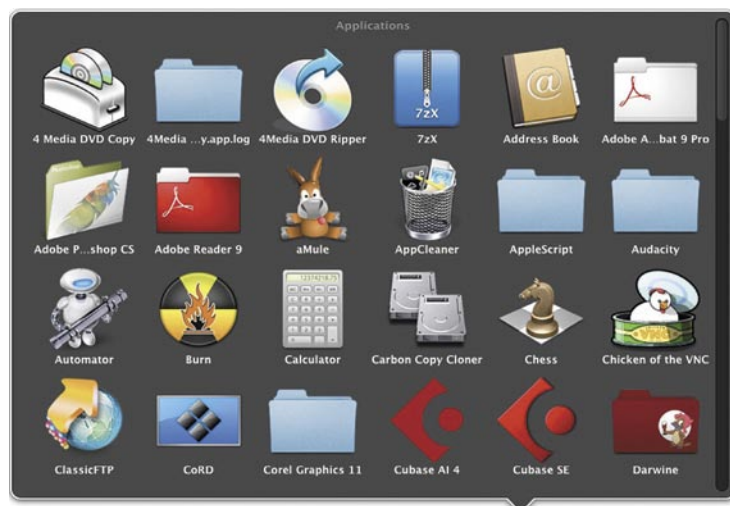 Applications
4 Media DVD Copy 4Media ...y.app.log 4Media DVD Ripper 7zX Address Book Adobe A...bat 9 Pro
7zX
Adobe P...shop CS Adobe Reader 9 aMule AppCleaner AppleScript Audacity
Automator Burn Calculator Carbon Copy Cloner Chess Chicken of the VNC
VNC
ClassicFTP CoRD Corel Graphics 11 Cubase AI 4 Cubase SE Darwine